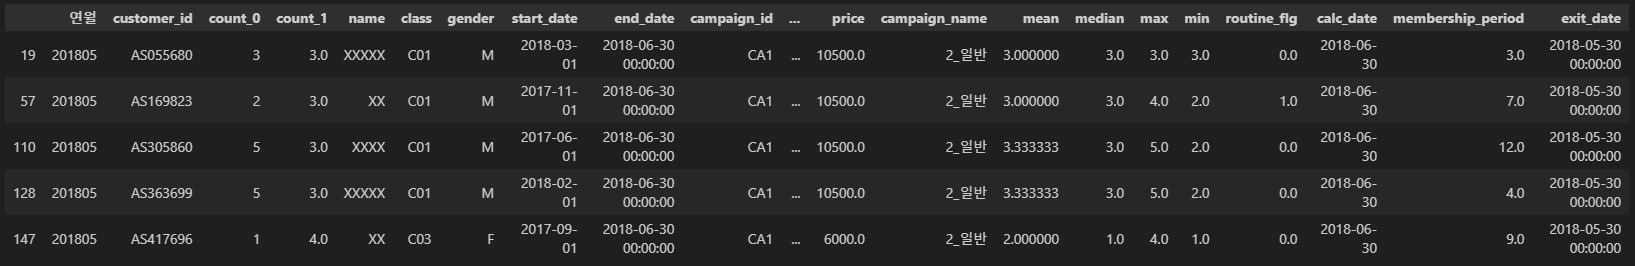 연월 customer_id count_0 count_1 name class gender start_date end_date campaign_id ... price campaign_name mean median max min routine_flg calc_date membership_period exit_date
19 201805 AS055680 3 3.0 XXXXX C01 M 2018-03-01 2018-06-30 00:00:00 CA1 ... 10500.0 2_일반 3.000000 3.0 3.0 3.0 0.0 2018-06-30 3.0 2018-05-30 00:00:00
57 201805 AS169823 2 3.0 XX C01 M 2017-11-01 2018-06-30 00:00:00 CA1 ... 10500.0 2_일반 3.000000 3.0 4.0 2.0 1.0 2018-06-30 7.0 2018-05-30 00:00:00
110 201805 AS305860 5 3.0 XXXX C01 M 2017-06-01 2018-06-30 00:00:00 CA1 ... 10500.0 2_일반 3.333333 3.0 5.0 2.0 0.0 2018-06-30 12.0 2018-05-30 00:00:00
128 201805 AS363699 5 3.0 XXXXX C01 M 2018-02-01 2018-06-30 00:00:00 CA1 ... 10500.0 2_일반 3.333333 3.0 5.0 2.0 0.0 2018-06-30 4.0 2018-05-30 00:00:00
147 201805 AS417696 1 4.0 XX C03 F 2017-09-01 2018-06-30 00:00:00 CA1 ... 6000.0 2_일반 2.000000 1.0 4.0 1.0 0.0 2018-06-30 9.0 2018-05-30 00:00:00